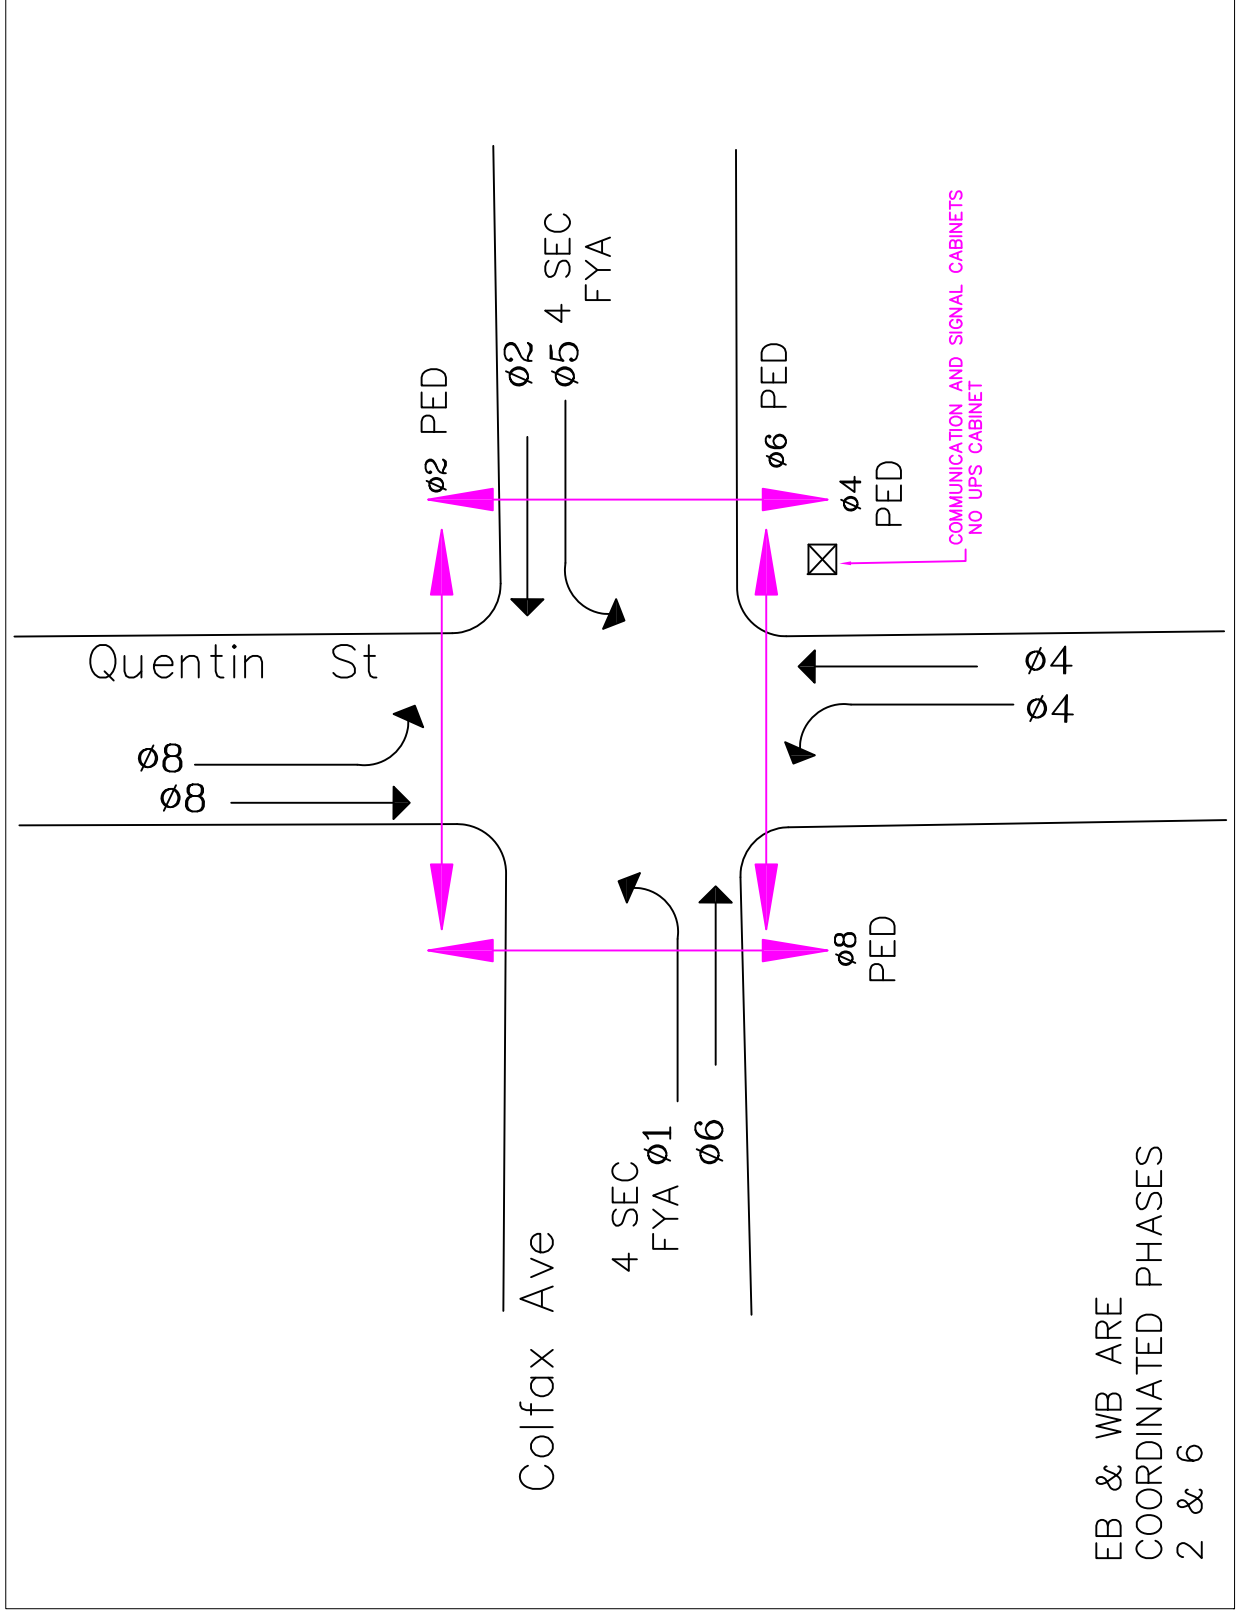 Quentin St
ø8
ø8
ø2 PED
ø2
ø5 4 SEC
FYA
ø6 PED
ø4
PED
COMMUNICATION AND SIGNAL CABINETS
NO UPS CABINET
ø4
ø4
ø8
PED
4 SEC
FYA ø1
ø6
Colfax Ave
EB & WB ARE
COORDINATED PHASES
2 & 6